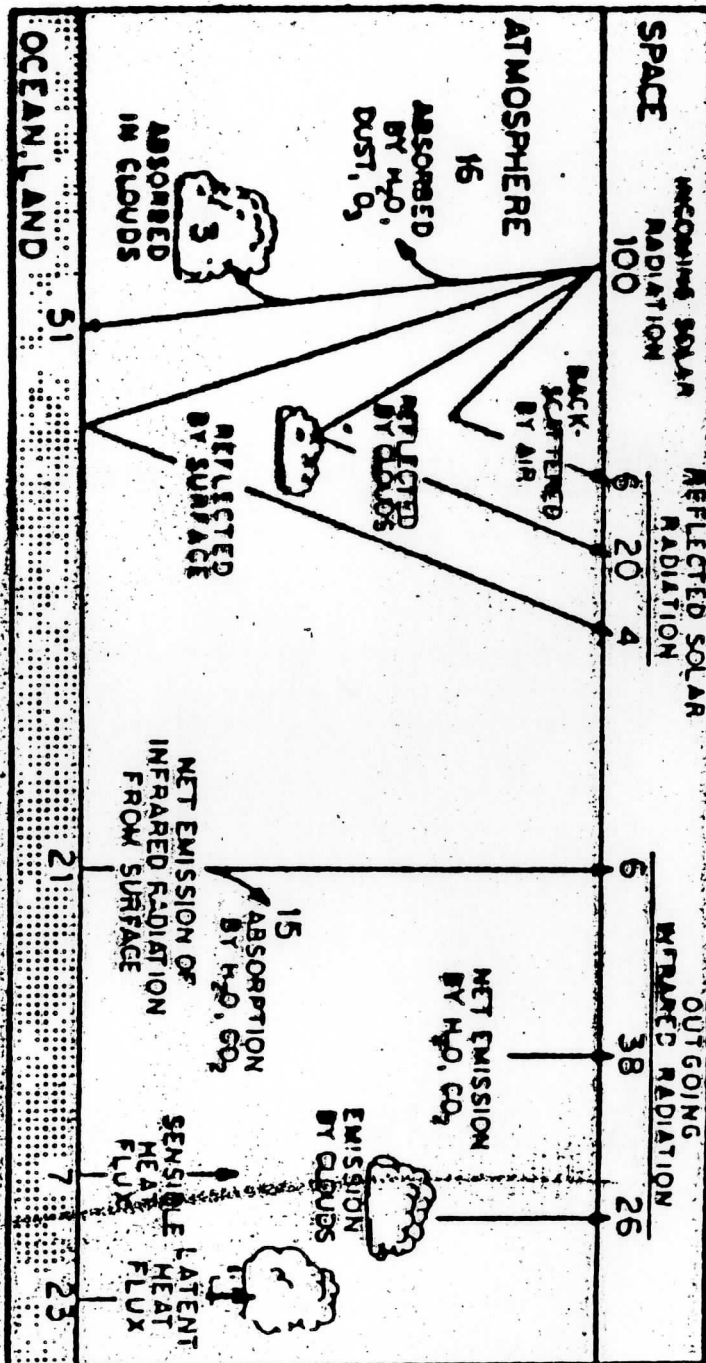 SPACE
INCOMING SOLAR
RADIATION
100
REFLECTED SOLAR
RADIATION
6
20
4
OUTGOING
INFRARED RADIATION
6
38
26
ATMOSPHERE
16
ABSORBED
BY H₂O,
DUST, O₃
3
ABSORBED
IN CLOUDS
BACK-
SCATTERED
BY AIR
REFLECTED
BY CLOUDS
REFLECTED
BY SURFACE
15
ABSORPTION
BY H₂O, CO₂
NET EMISSION OF
INFRARED RADIATION
FROM SURFACE
NET EMISSION
BY H₂O, CO₂
EMISSION
BY CLOUDS
SENSIBLE
HEAT
FLUX
LATENT
HEAT
FLUX
OCEAN, LAND
51
21
7
23